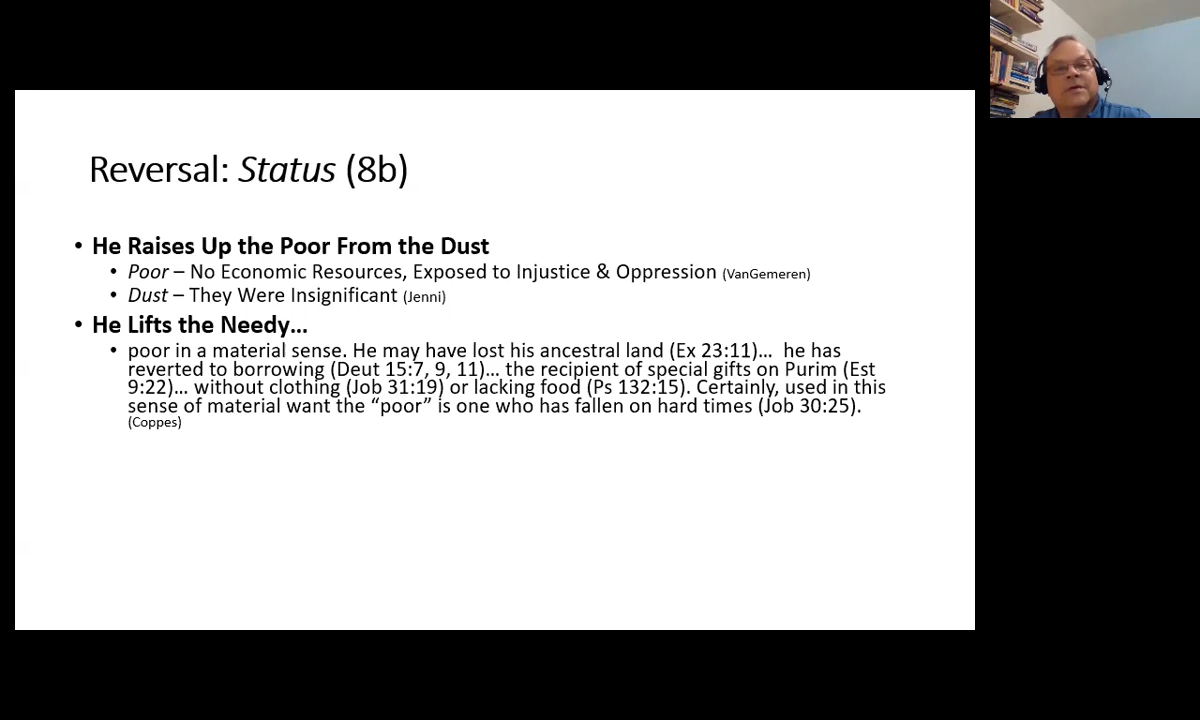 Reversal: Status (8b)
• He Raises Up the Poor From the Dust
• Poor – No Economic Resources, Exposed to Injustice & Oppression (VanGemeren)
• Dust – They Were Insignificant (Jenni)
• He Lifts the Needy...
• poor in a material sense. He may have lost his ancestral land (Ex 23:11)... he has
reverted to borrowing (Deut 15:7, 9, 11)... the recipient of special gifts on Purim (Est
9:22)... without clothing (Job 31:19) or lacking food (Ps 132:15). Certainly, used in this
sense of material want the “poor” is one who has fallen on hard times (Job 30:25).
(Coppes)